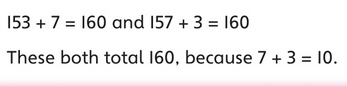 153 + 7 = 160 and 157 + 3 = 160
These both total 160, because 7 + 3 = 10.